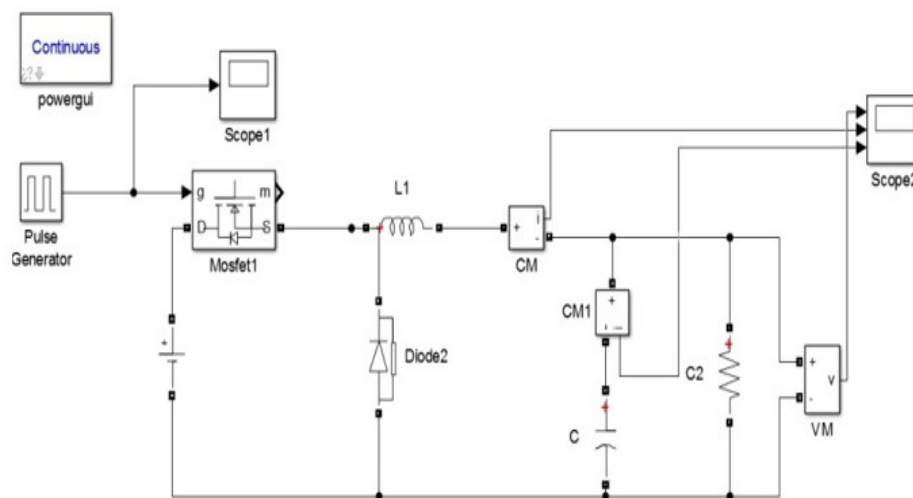 Continuous
powergui
Scope1
Scope2
g
m
D
S
Pulse
Generator
Mosfet1
L1
+
i
-
CM
+
CM1
i
-
+
Diode2
+
C2
+
v
-
VM
+
C